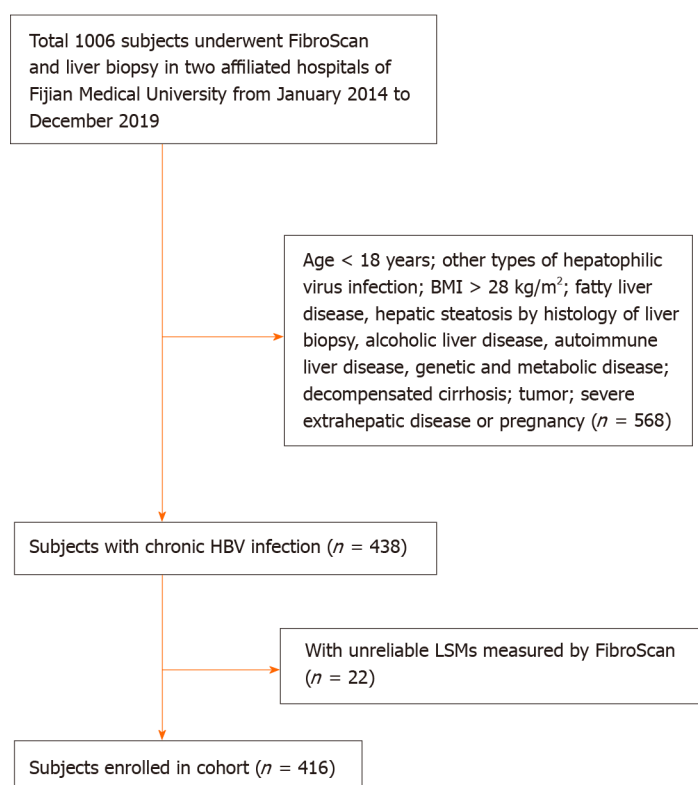 Total 1006 subjects underwent FibroScan
and liver biopsy in two affiliated hospitals of
Fijian Medical University from January 2014 to
December 2019
Age < 18 years; other types of hepatophilic
virus infection; BMI > 28 kg/m²; fatty liver
disease, hepatic steatosis by histology of liver
biopsy, alcoholic liver disease, autoimmune
liver disease, genetic and metabolic disease;
decompensated cirrhosis; tumor; severe
extrahepatic disease or pregnancy (n = 568)
Subjects with chronic HBV infection (n = 438)
With unreliable LSMs measured by FibroScan
(n = 22)
Subjects enrolled in cohort (n = 416)